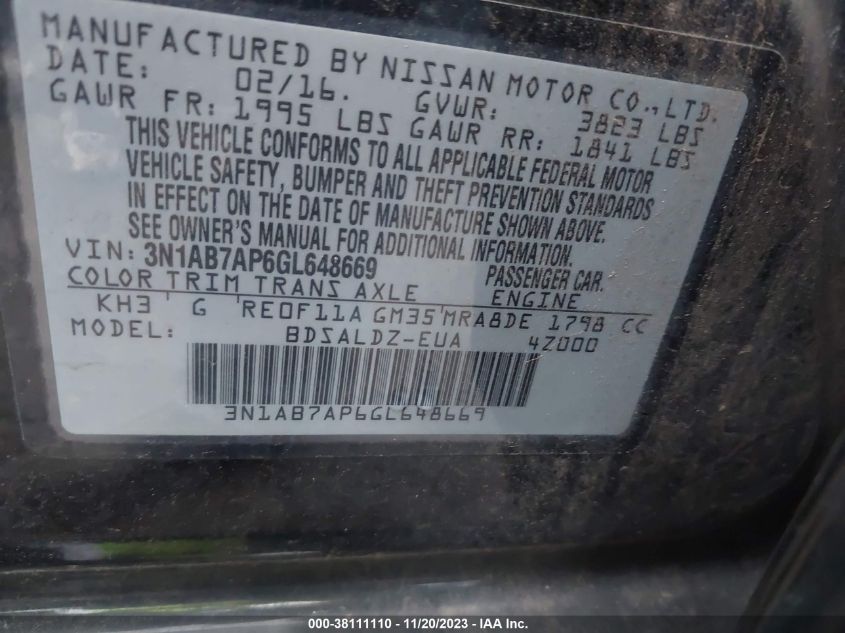 MANUFACTURED BY NISSAN MOTOR CO.,LTD.
DATE: 02/16. GVWR: 3823 LBS
GAWR FR: 1995 LBS GAWR RR: 1841 LBS
THIS VEHICLE CONFORMS TO ALL APPLICABLE FEDERAL MOTOR
VEHICLE SAFETY, BUMPER AND THEFT PREVENTION STANDARDS
IN EFFECT ON THE DATE OF MANUFACTURE SHOWN ABOVE.
SEE OWNER'S MANUAL FOR ADDITIONAL INFORMATION
VIN: 3N1AB7AP6GL648669 PASSENGER CAR.
COLOR TRIM TRANS AXLE ENGINE
KH3 G RE0F11A GM35 MRA8DE 1798 CC
MODEL: BDSALDZ-EUA 4Z000
3N1AB7AP6GL648669
000-38111110 - 11/20/2023 - IAA Inc.